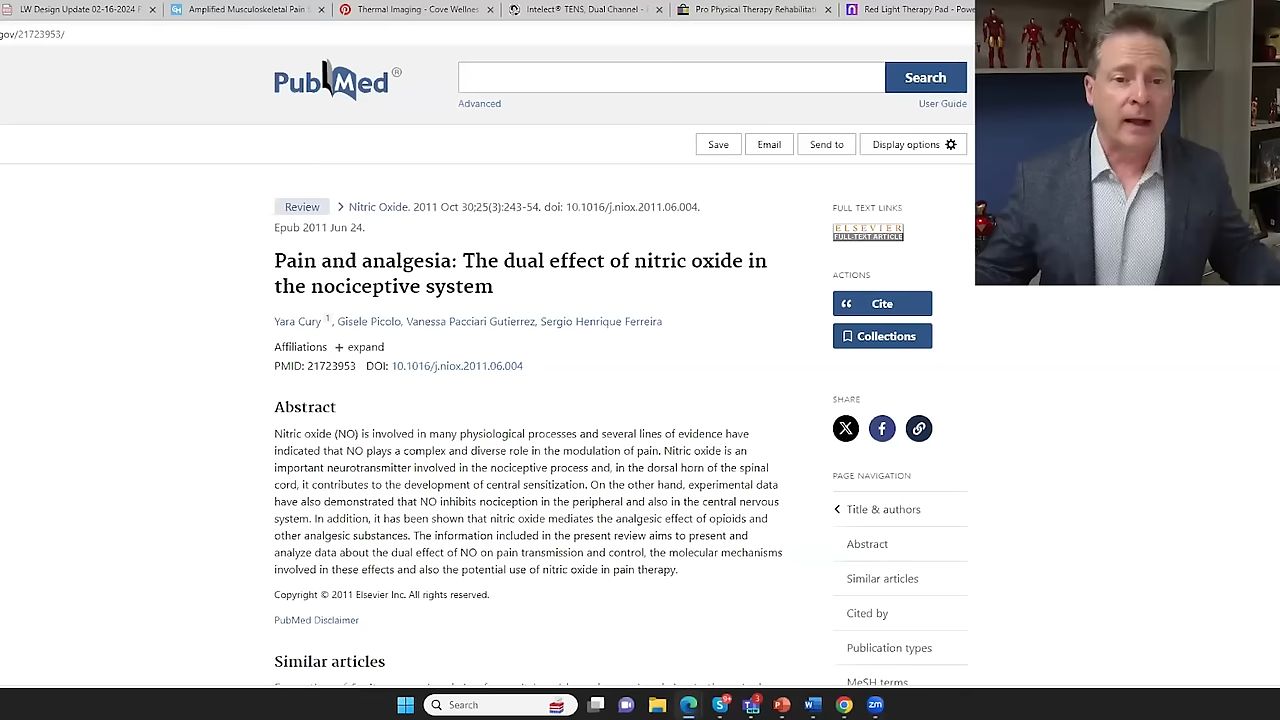 LW Design Update 02-16-2024 F
Amplified Musculoskeletal Pain S
Thermal Imaging - Cove Wellnes
Intelect® TENS, Dual Channel - F
Pro Physical Therapy Rehabilitati
Red Light Therapy Pad - Powe
gov/21723953/
PubMed®
Search
Advanced
User Guide
Save
Email
Send to
Display options
Review
Nitric Oxide. 2011 Oct 30;25(3):243-54. doi: 10.1016/j.niox.2011.06.004.
Epub 2011 Jun 24.
Pain and analgesia: The dual effect of nitric oxide in
the nociceptive system
Yara Cury 1, Gisele Picolo, Vanessa Pacciari Gutierrez, Sergio Henrique Ferreira
Affiliations + expand
PMID: 21723953 DOI: 10.1016/j.niox.2011.06.004
Abstract
Nitric oxide (NO) is involved in many physiological processes and several lines of evidence have
indicated that NO plays a complex and diverse role in the modulation of pain. Nitric oxide is an
important neurotransmitter involved in the nociceptive process and, in the dorsal horn of the spinal
cord, it contributes to the development of central sensitization. On the other hand, experimental data
have also demonstrated that NO inhibits nociception in the peripheral and also in the central nervous
system. In addition, it has been shown that nitric oxide mediates the analgesic effect of opioids and
other analgesic substances. The information included in the present review aims to present and
analyze data about the dual effect of NO on pain transmission and control, the molecular mechanisms
involved in these effects and also the potential use of nitric oxide in pain therapy.
Copyright © 2011 Elsevier Inc. All rights reserved.
PubMed Disclaimer
Similar articles
FULL TEXT LINKS
ELSEVIER
FULL-TEXT ARTICLE
ACTIONS
Cite
Collections
SHARE
PAGE NAVIGATION
Title & authors
Abstract
Similar articles
Cited by
Publication types
MeSH terms
Search